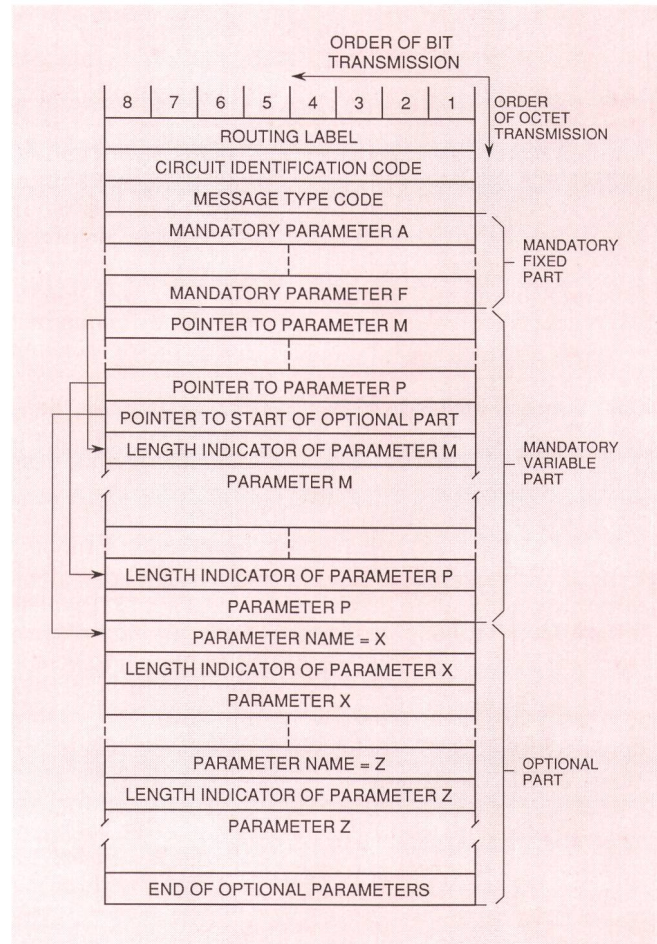 ORDER OF BIT
TRANSMISSION
8 7 6 5 4 3 2 1
ORDER
OF OCTET
TRANSMISSION
ROUTING LABEL
CIRCUIT IDENTIFICATION CODE
MESSAGE TYPE CODE
MANDATORY PARAMETER A
MANDATORY
FIXED
PART
MANDATORY PARAMETER F
POINTER TO PARAMETER M
POINTER TO PARAMETER P
POINTER TO START OF OPTIONAL PART
LENGTH INDICATOR OF PARAMETER M
MANDATORY
VARIABLE
PART
PARAMETER M
LENGTH INDICATOR OF PARAMETER P
PARAMETER P
PARAMETER NAME = X
LENGTH INDICATOR OF PARAMETER X
PARAMETER X
PARAMETER NAME = Z
OPTIONAL
PART
LENGTH INDICATOR OF PARAMETER Z
PARAMETER Z
END OF OPTIONAL PARAMETERS